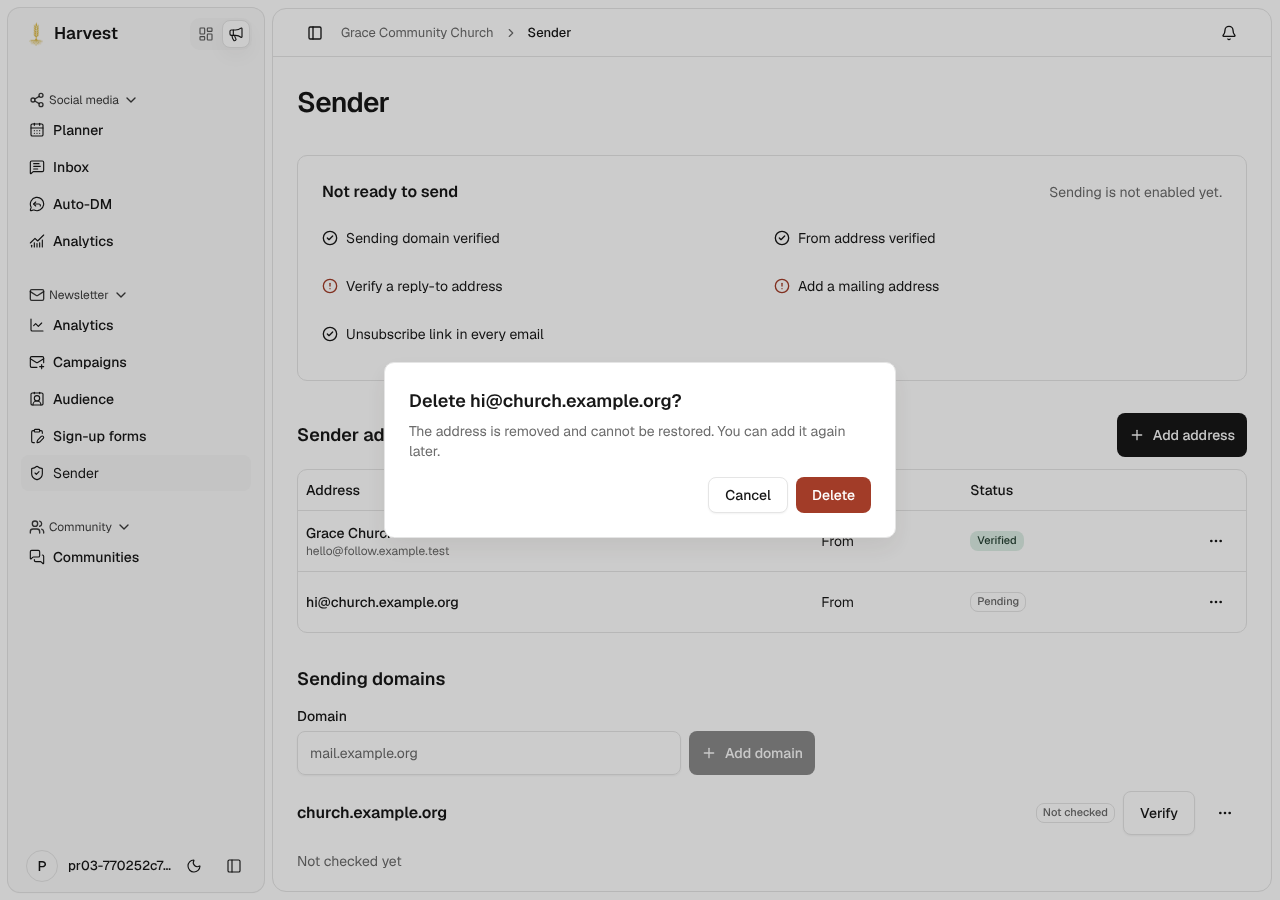 Harvest
Grace Community Church
Sender
Social media
Planner
Inbox
Auto-DM
Analytics
Newsletter
Analytics
Campaigns
Audience
Sign-up forms
Sender
Community
Communities
P
pr03-770252c7...
Sender
Not ready to send
Sending is not enabled yet.
Sending domain verified
From address verified
Verify a reply-to address
Add a mailing address
Unsubscribe link in every email
Delete hi@church.example.org?
The address is removed and cannot be restored. You can add it again
later.
Cancel
Delete
Sender
Add address
Address
Status
Grace
hello@follow.example.test
From
Verified
hi@church.example.org
From
Pending
Sending domains
Domain
mail.example.org
Add domain
church.example.org
Not checked
Verify
Not checked yet